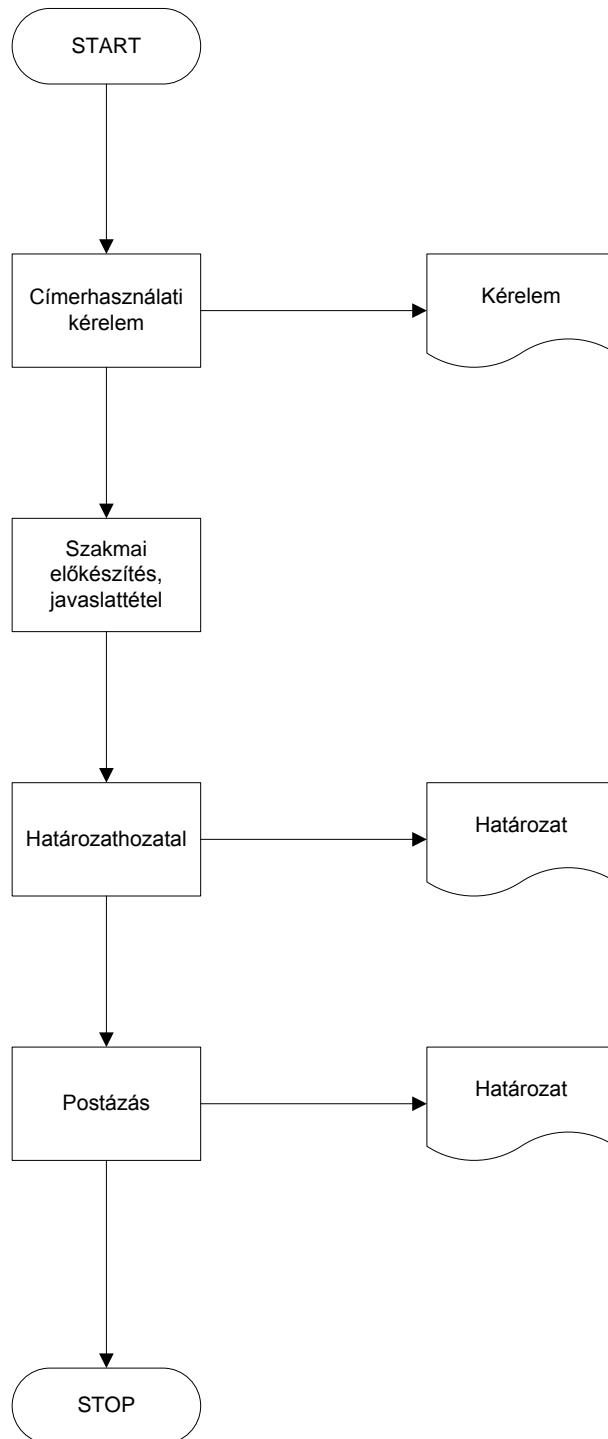 START
Címerhasználati
kérelem
Kérelem
Szakmai
előkészítés,
javaslattétel
Határozathozatal
Határozat
Postázás
Határozat
STOP